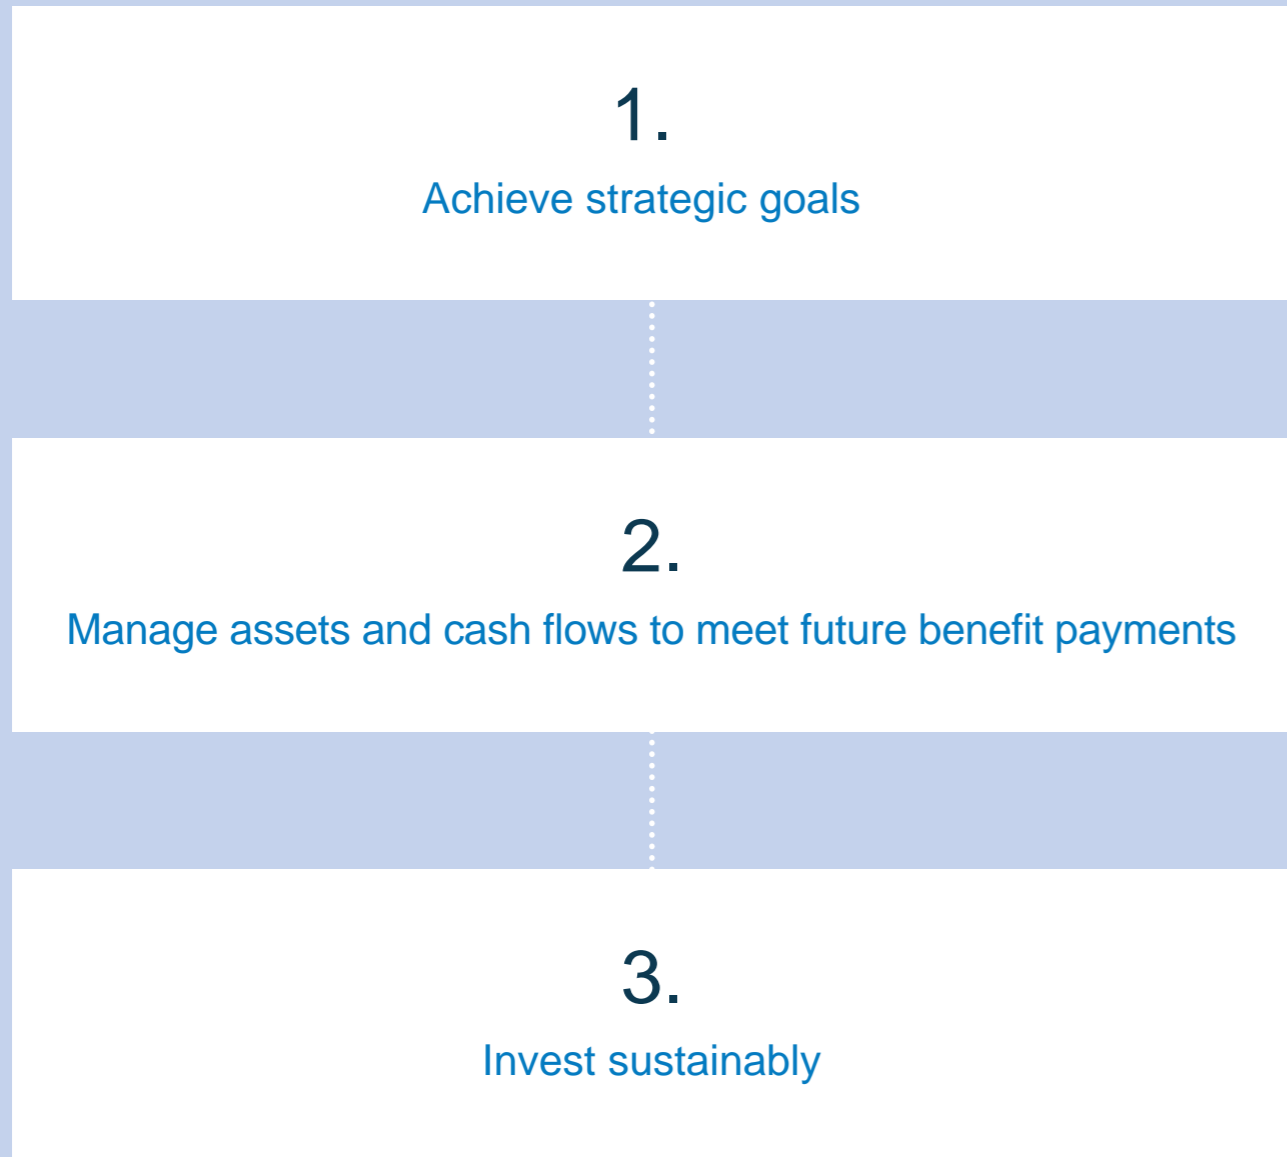 1.
Achieve strategic goals
2.
Manage assets and cash flows to meet future benefit payments
3.
Invest sustainably